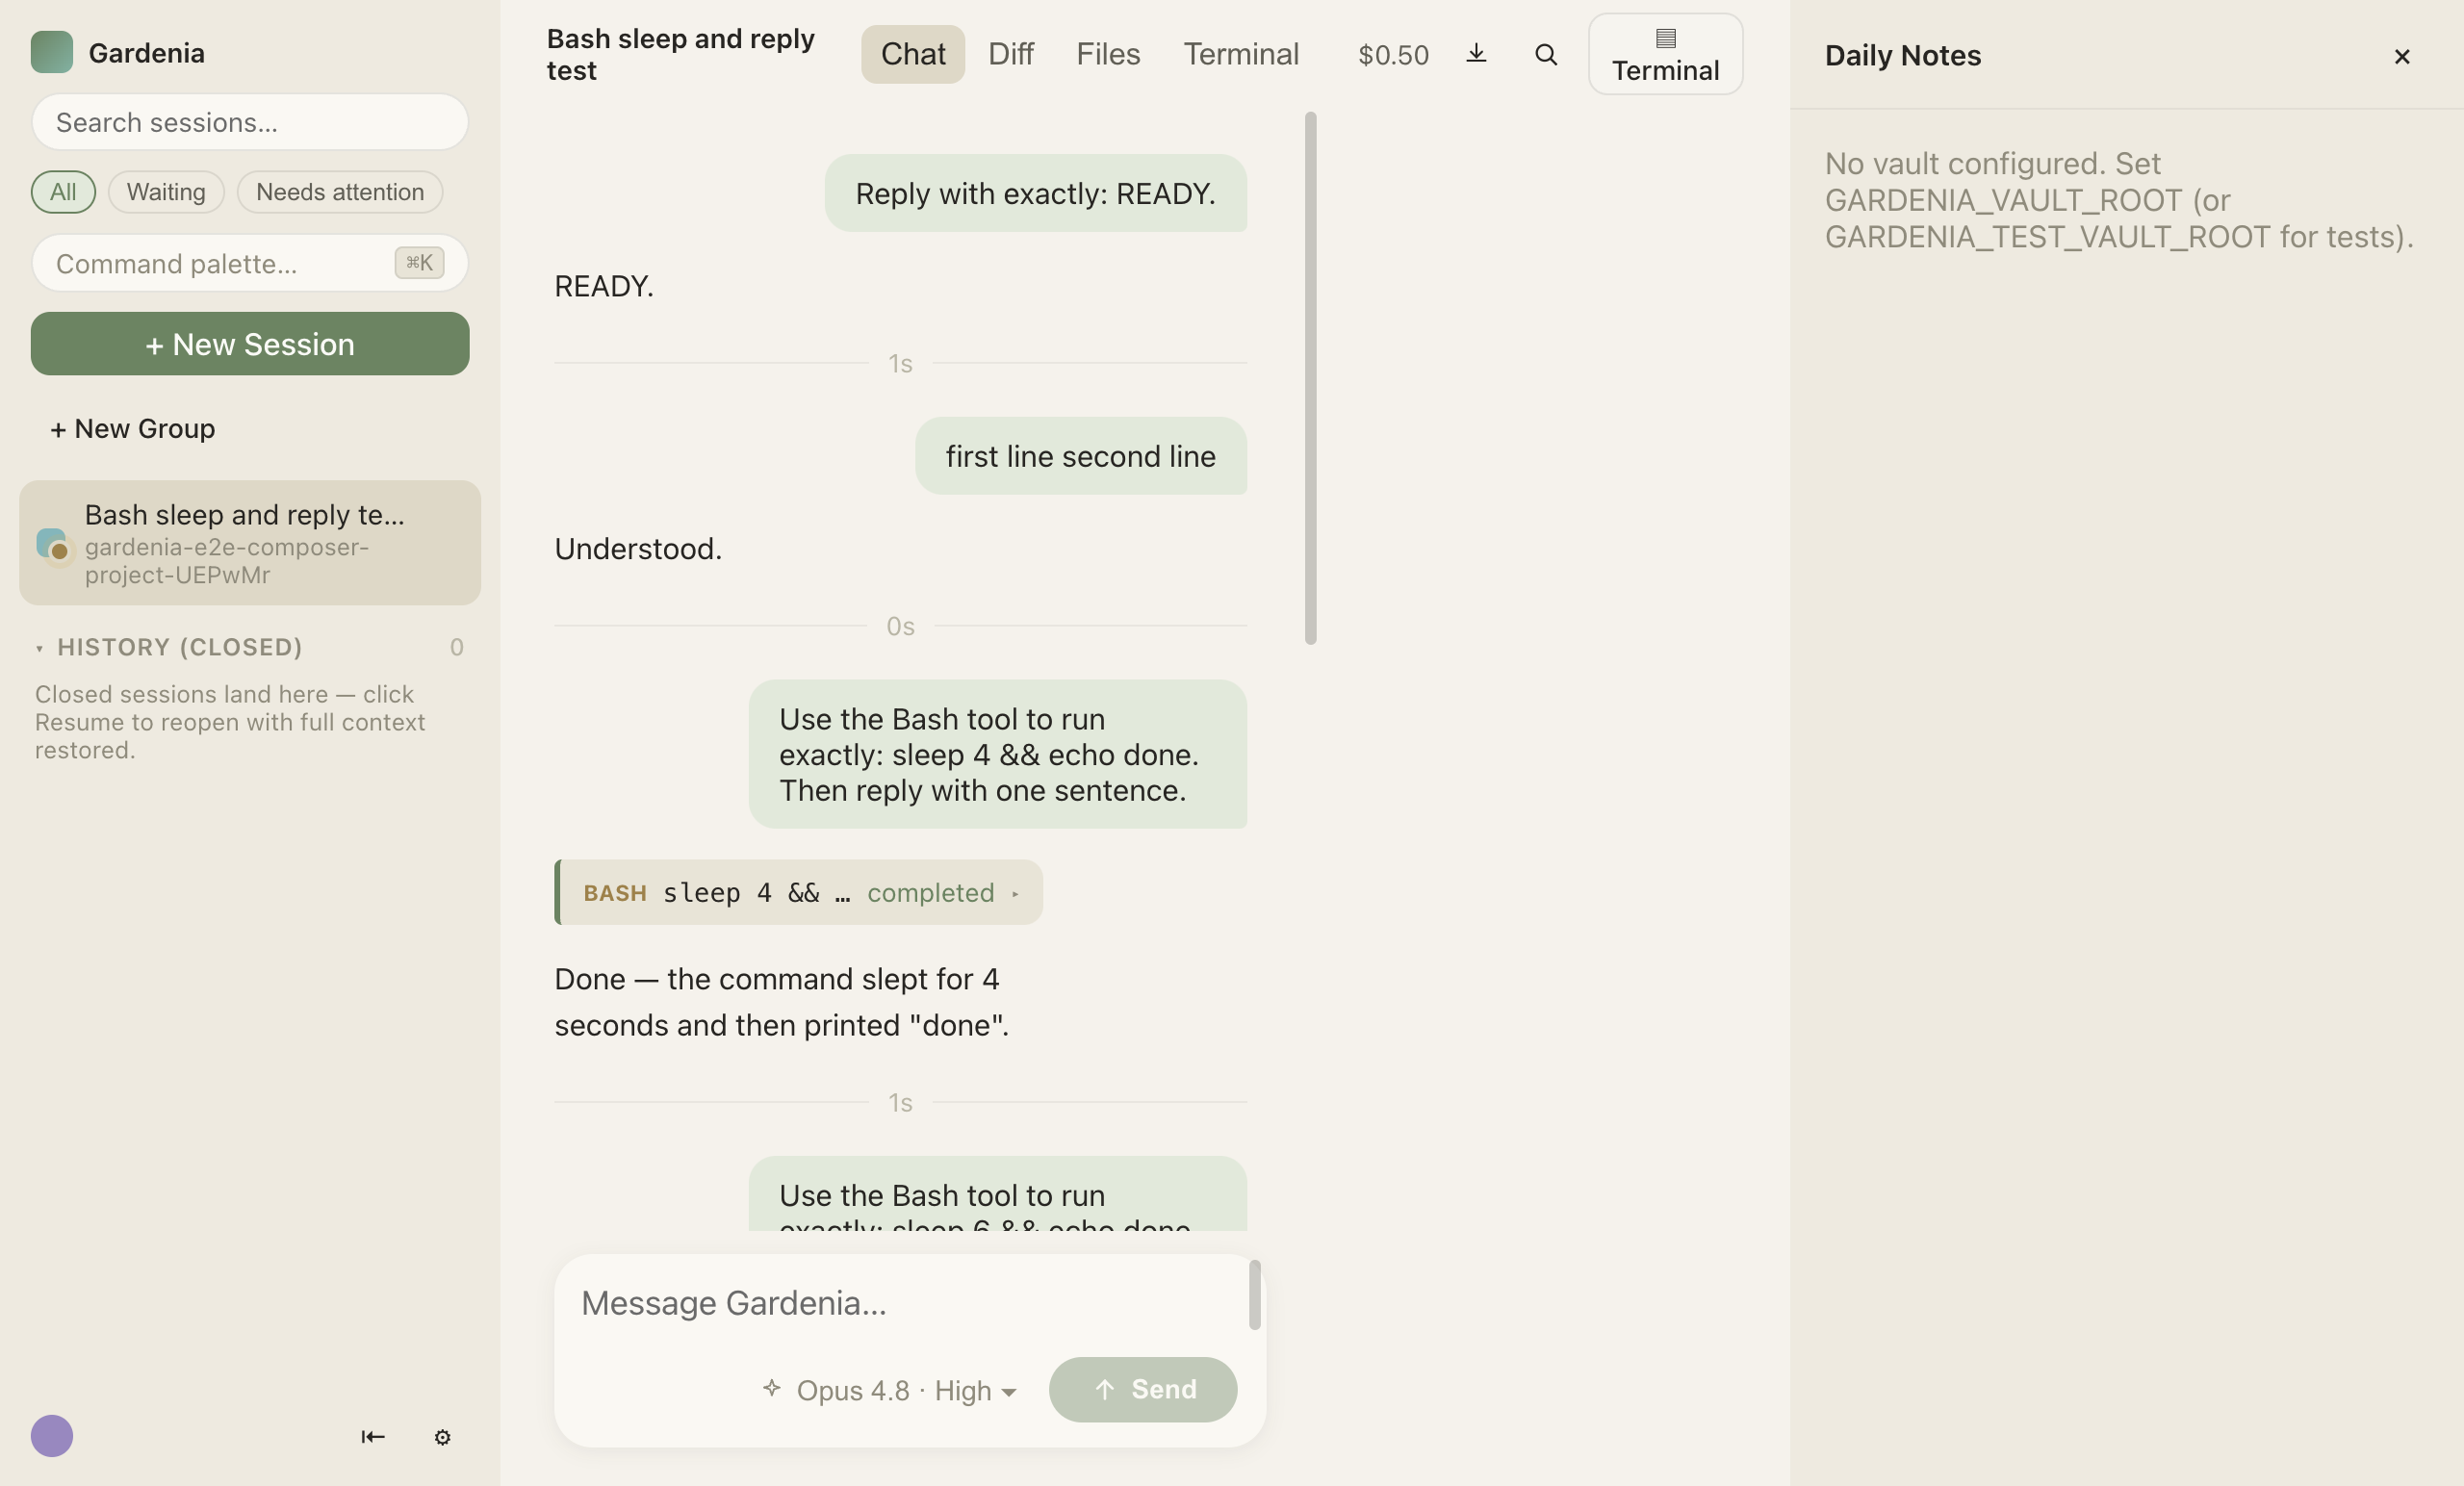 Gardenia
Search sessions...
All
Waiting
Needs attention
Command palette...
⌘K
+ New Session
+ New Group
Bash sleep and reply te...
gardenia-e2e-composer-
project-UEPwMr
HISTORY (CLOSED)
0
Closed sessions land here — click
Resume to reopen with full context
restored.
Bash sleep and reply
test
Chat
Diff
Files
Terminal
$0.50
Terminal
Reply with exactly: READY.
READY.
1s
first line second line
Understood.
0s
Use the Bash tool to run
exactly: sleep 4 && echo done.
Then reply with one sentence.
BASH sleep 4 && … completed
Done — the command slept for 4
seconds and then printed "done".
1s
Use the Bash tool to run
exactly: sleep 6 && echo done
Message Gardenia...
Opus 4.8 · High
Send
Daily Notes
No vault configured. Set
GARDENIA_VAULT_ROOT (or
GARDENIA_TEST_VAULT_ROOT for tests).